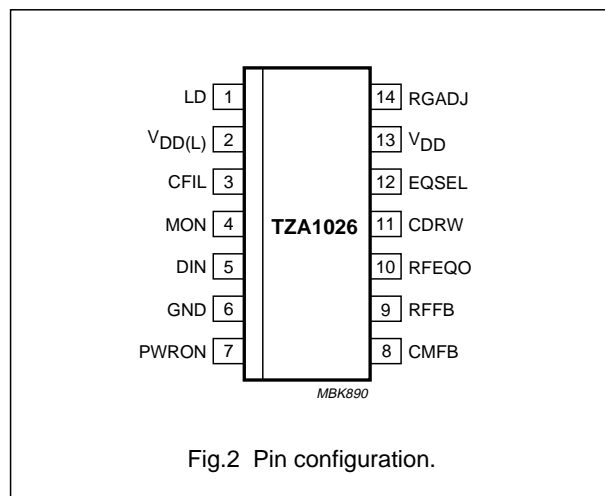 LD 1 14 RGADJ
VDD(L) 2 13 VDD
CFIL 3 12 EQSEL
MON 4 TZA1026 11 CDRW
DIN 5 10 RFEQO
GND 6 9 RFFB
PWRON 7 8 CMFB
MBK890
Fig.2 Pin configuration.